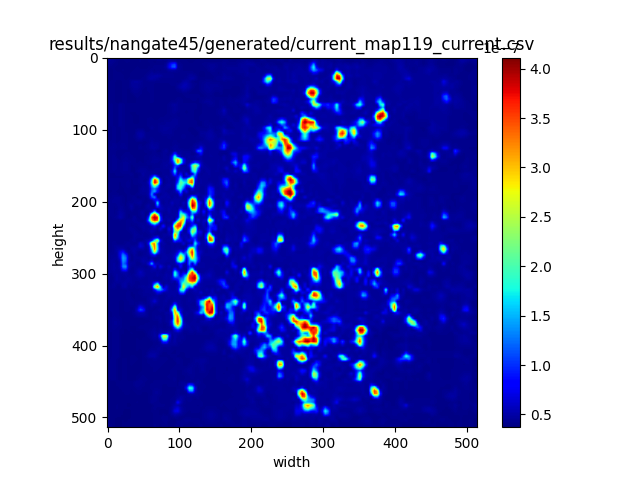 results/nangate45/generated/current_map119_current.csv
1e−7
0
100
200
300
400
500
height
0 100 200 300 400 500
width
4.0
3.5
3.0
2.5
2.0
1.5
1.0
0.5